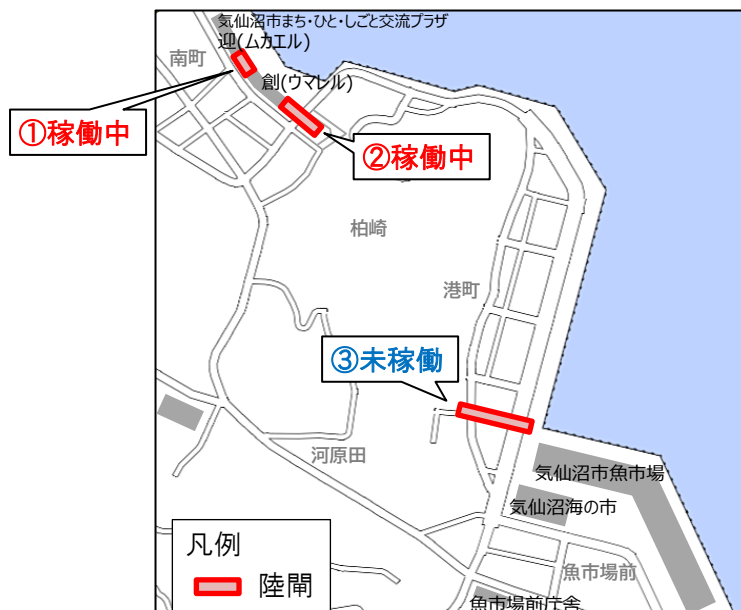 気仙沼市まち・ひと・しごと交流プラザ
迎(ムカエル)
南町
創(ウマレル)
①稼働中
②稼働中
柏崎
港町
③未稼働
河原田
気仙沼市魚市場
気仙沼海の市
凡例
陸閘
魚市場前
魚市場前庁舎